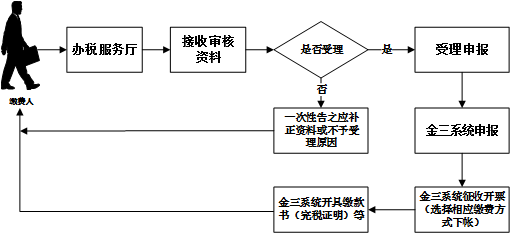 办税服务厅
接收审核
资料
是否受理
是
受理申报
缴费人
否
一次性告之应补
正资料或不予受
理原因
金三系统申报
金三系统开具缴款
书（完税证明）等
金三系统征收开票
（选择相应缴费方
式下帐）